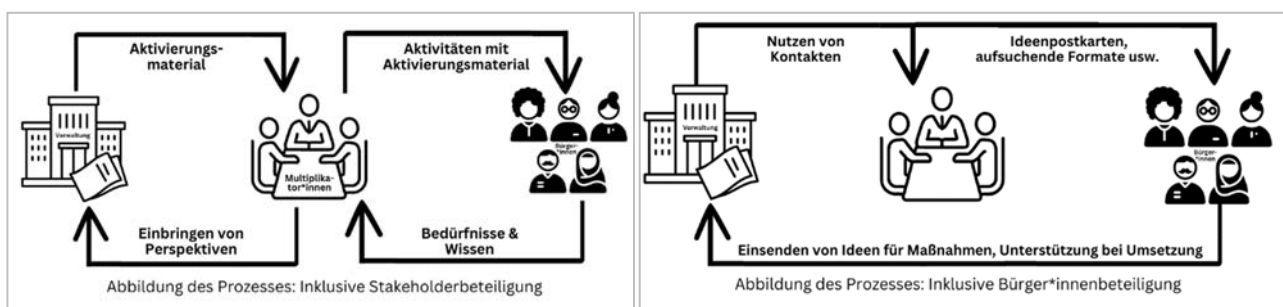 Aktivierungs-
material
Aktivitäten mit
Aktivierungsmaterial
Verwaltung
Multiplika-
tor*innen
Bürger-
*innen
Einbringen von
Perspektiven
Bedürfnisse &
Wissen
Abbildung des Prozesses: Inklusive Stakeholderbeteiligung
Nutzen von
Kontakten
Ideenpostkarten,
aufsuchende Formate usw.
Verwaltung
Bürger-
*innen
Einsenden von Ideen für Maßnahmen, Unterstützung bei Umsetzung
Abbildung des Prozesses: Inklusive Bürger*innenbeteiligung